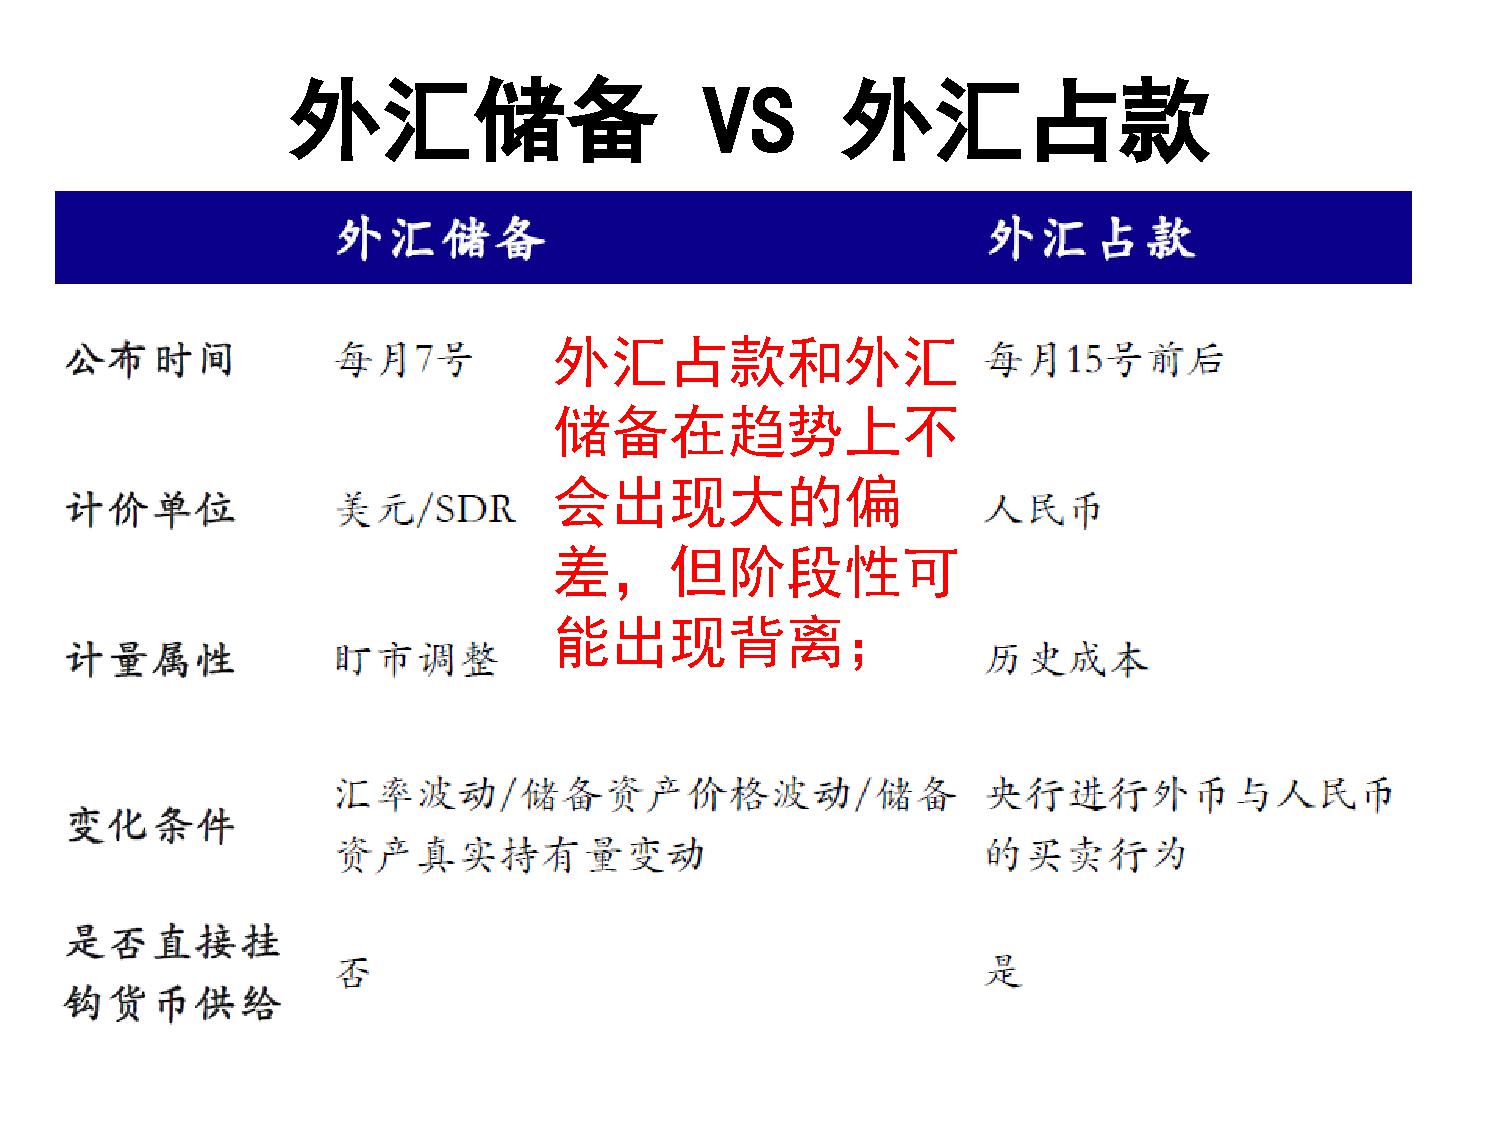 外汇储备 VS 外汇占款
外汇储备 外汇占款
公布时间 每月7号 每月15号前后
外汇占款和外汇
储备在趋势上不
会出现大的偏
差，但阶段性可
能出现背离；
计价单位 美元/SDR 人民币
计量属性 盯市调整 历史成本
变化条件
汇率波动/储备资产价格波动/储备
资产真实持有量变动
央行进行外币与人民币
的买卖行为
是否直接挂
钩货币供给
否 是